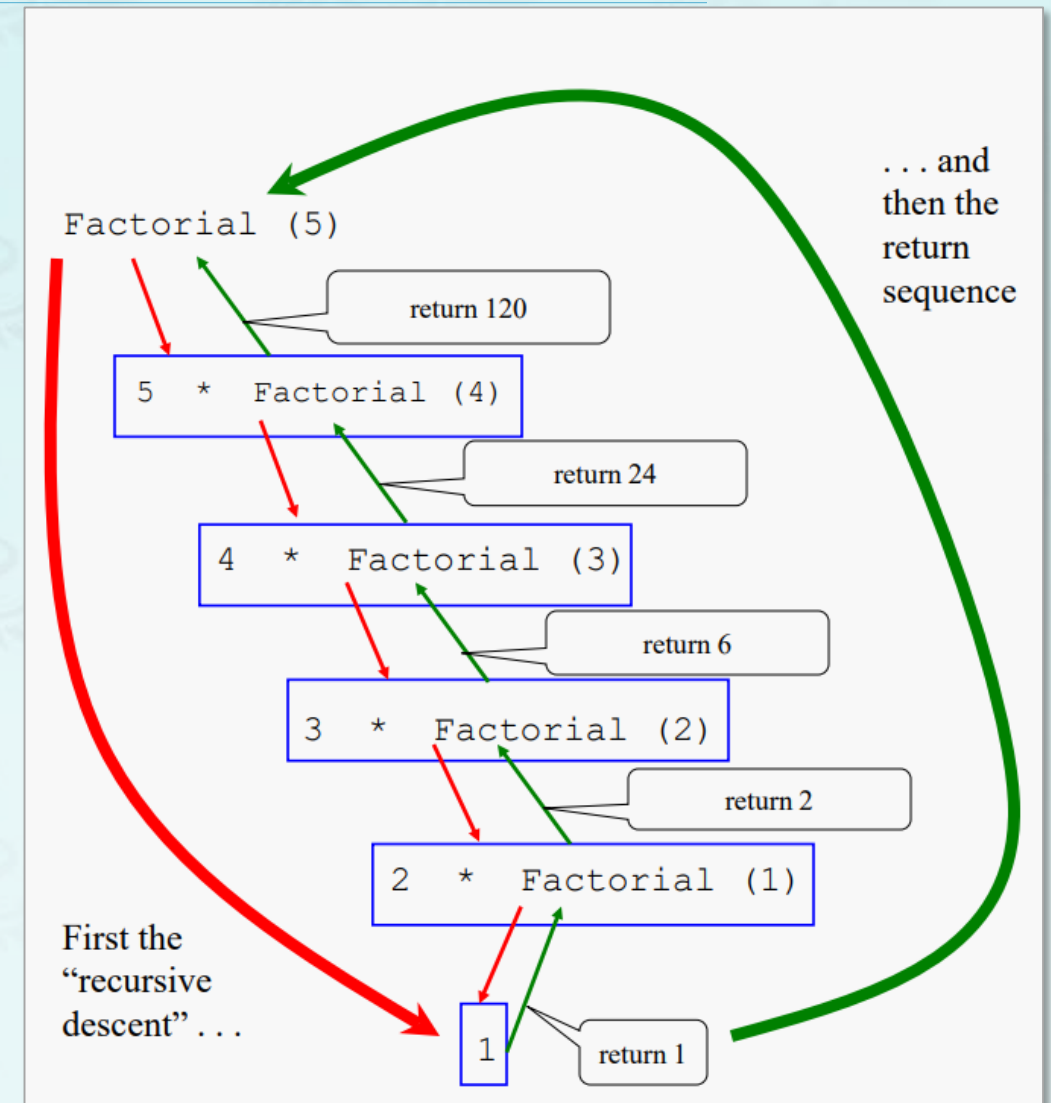 . . . and
then the
return
sequence
Factorial (5)
return 120
5 * Factorial (4)
return 24
4 * Factorial (3)
return 6
3 * Factorial (2)
return 2
2 * Factorial (1)
First the
“recursive
descent” . . .
1
return 1